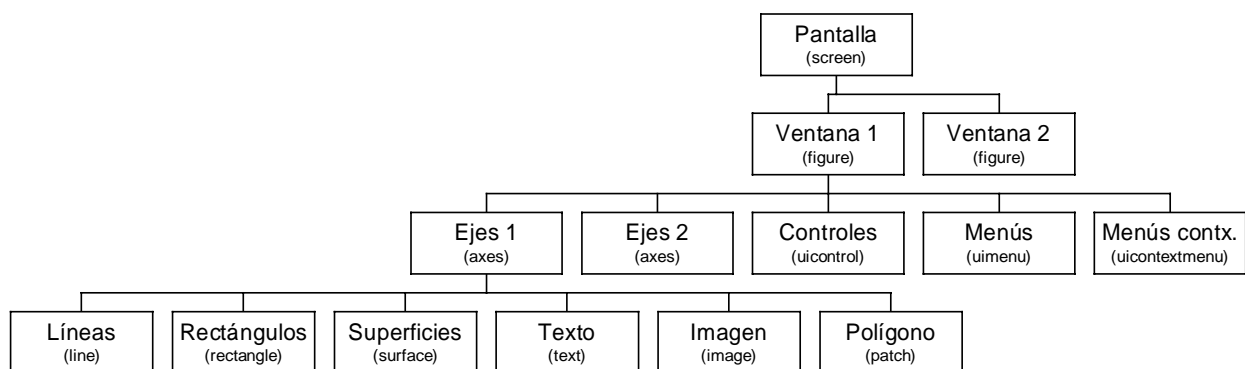 Pantalla
(screen)
Ventana 1
(figure)
Ventana 2
(figure)
Ejes 1
(axes)
Ejes 2
(axes)
Controles
(uicontrol)
Menús
(uimenu)
Menús contx.
(uicontextmenu)
Líneas
(line)
Rectángulos
(rectangle)
Superficies
(surface)
Texto
(text)
Imagen
(image)
Polígono
(patch)